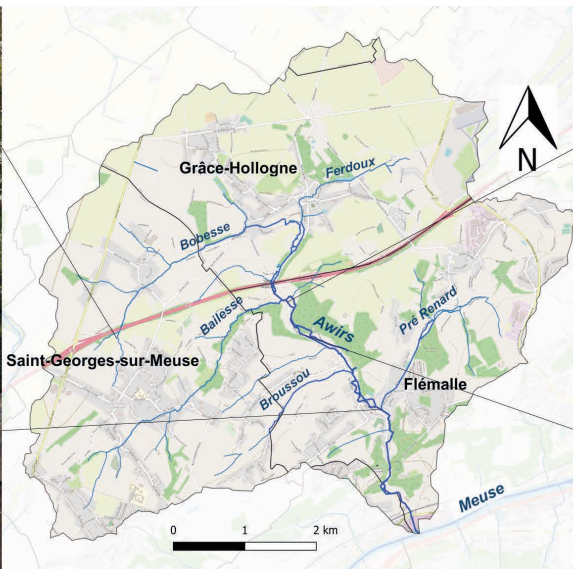 N
Grâce-Hollogne
Ferdoux
Bobesse
Bailesse
Awirs
Pré Renard
Saint-Georges-sur-Meuse
Flémalle
Broussou
Meuse
0 1 2 km